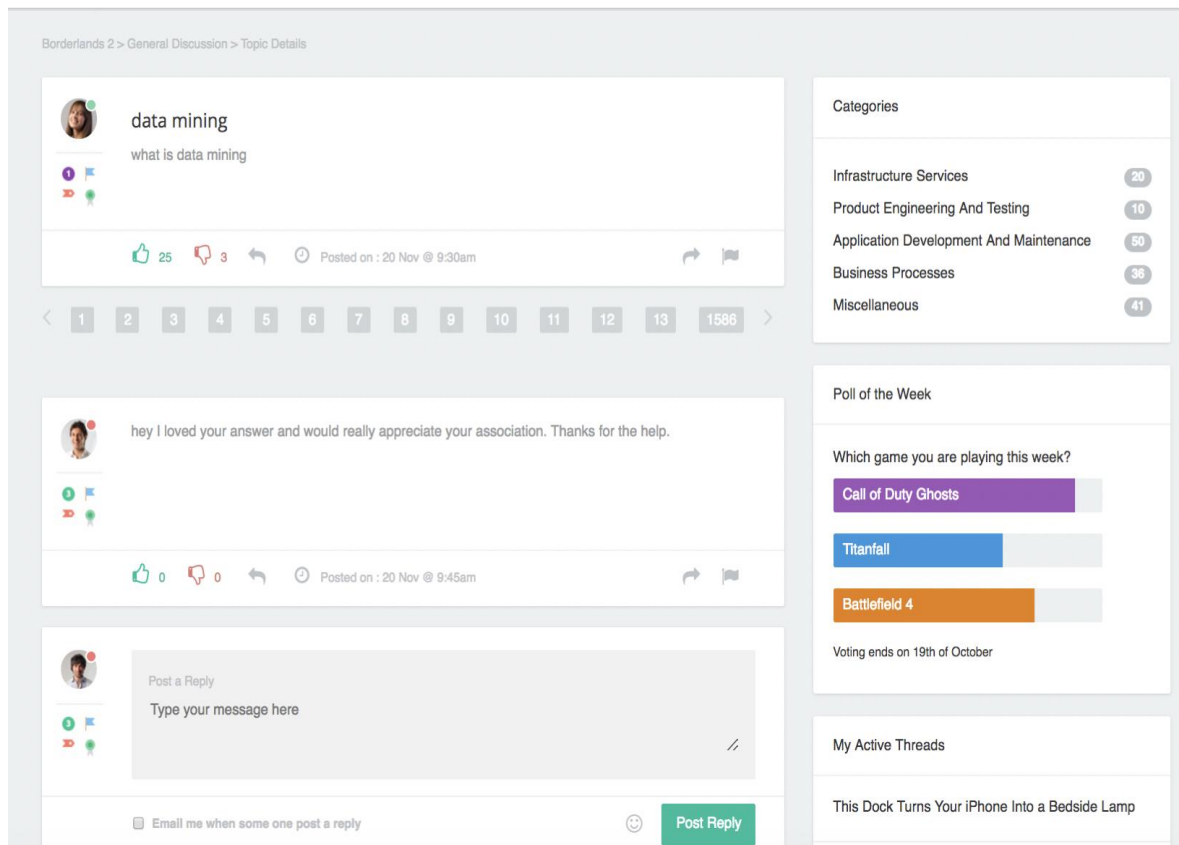 Borderlands 2 > General Discussion > Topic Details
data mining
what is data mining
1
25 3 Posted on : 20 Nov @ 9:30am
1 2 3 4 5 6 7 8 9 10 11 12 13 1586
hey I loved your answer and would really appreciate your association. Thanks for the help.
3
0 0 Posted on : 20 Nov @ 9:45am
Post a Reply
Type your message here
3
Email me when some one post a reply
Post Reply
Categories
Infrastructure Services 20
Product Engineering And Testing 10
Application Development And Maintenance 50
Business Processes 36
Miscellaneous 41
Poll of the Week
Which game you are playing this week?
Call of Duty Ghosts
Titanfall
Battlefield 4
Voting ends on 19th of October
My Active Threads
This Dock Turns Your iPhone Into a Bedside Lamp